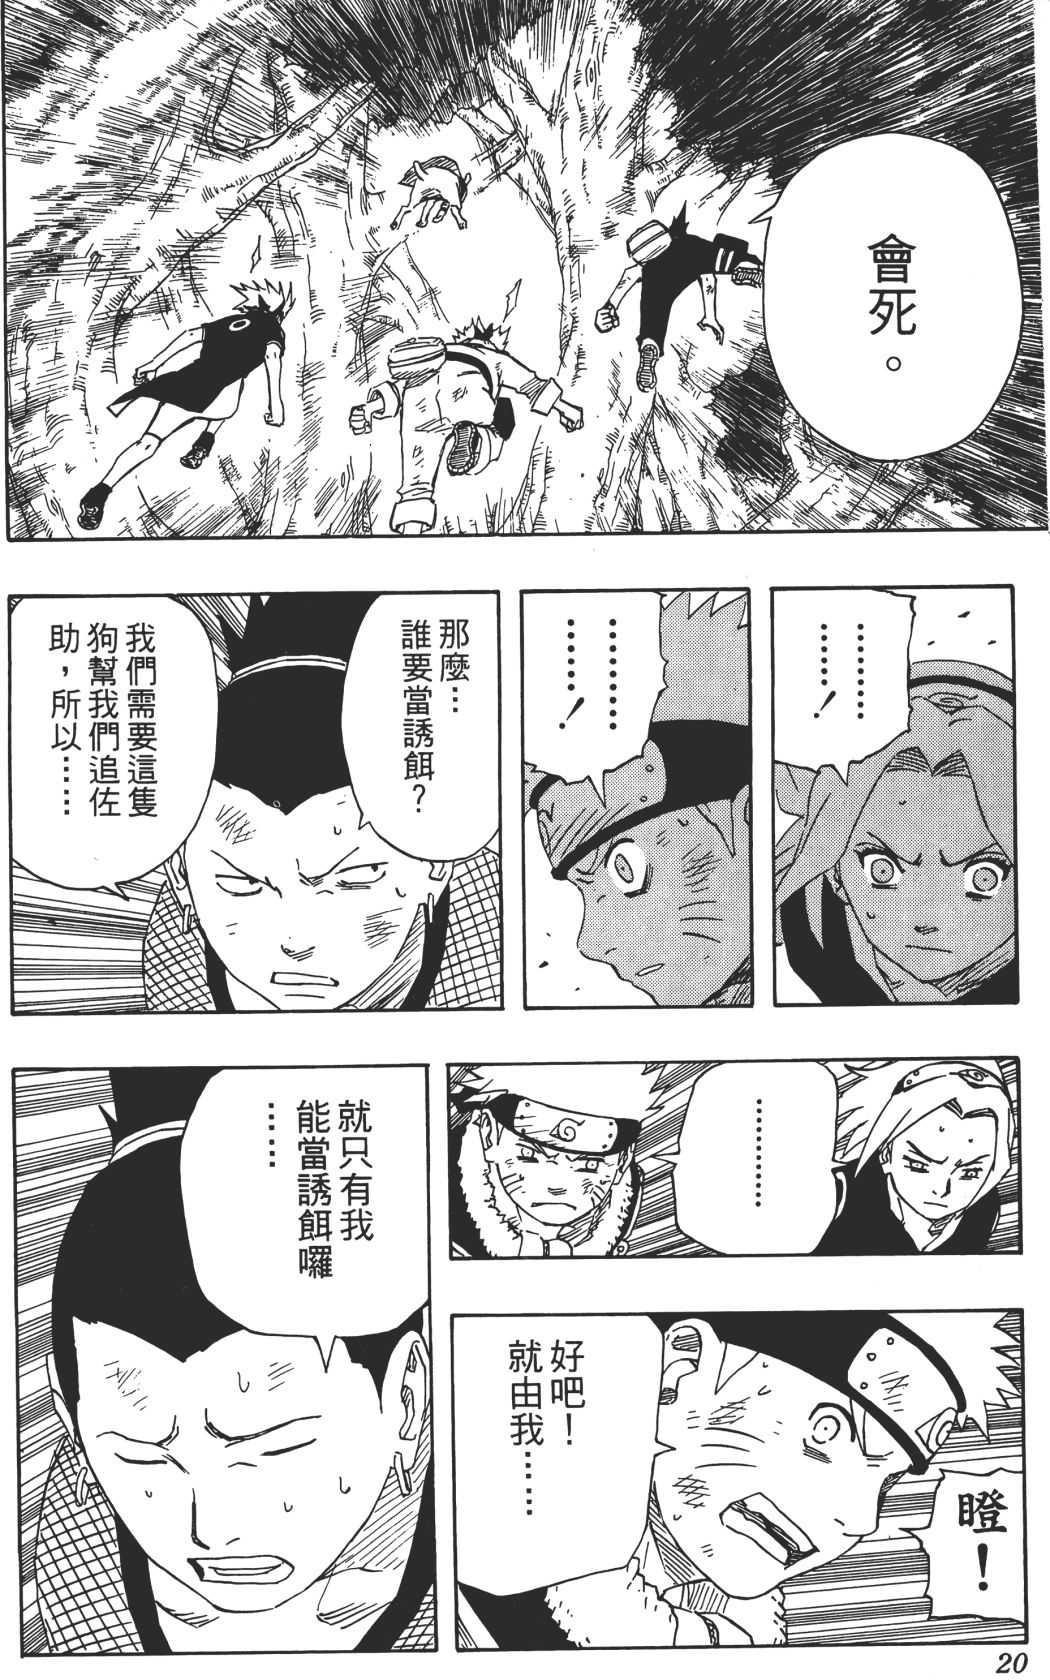 會死。
………！
………！
那麼…
誰要當誘餌？
我們需要這隻
狗幫我們追佐
助，所以……
………
瞪！
好吧！
就由我……
就只有我
能當誘餌囉
……
20